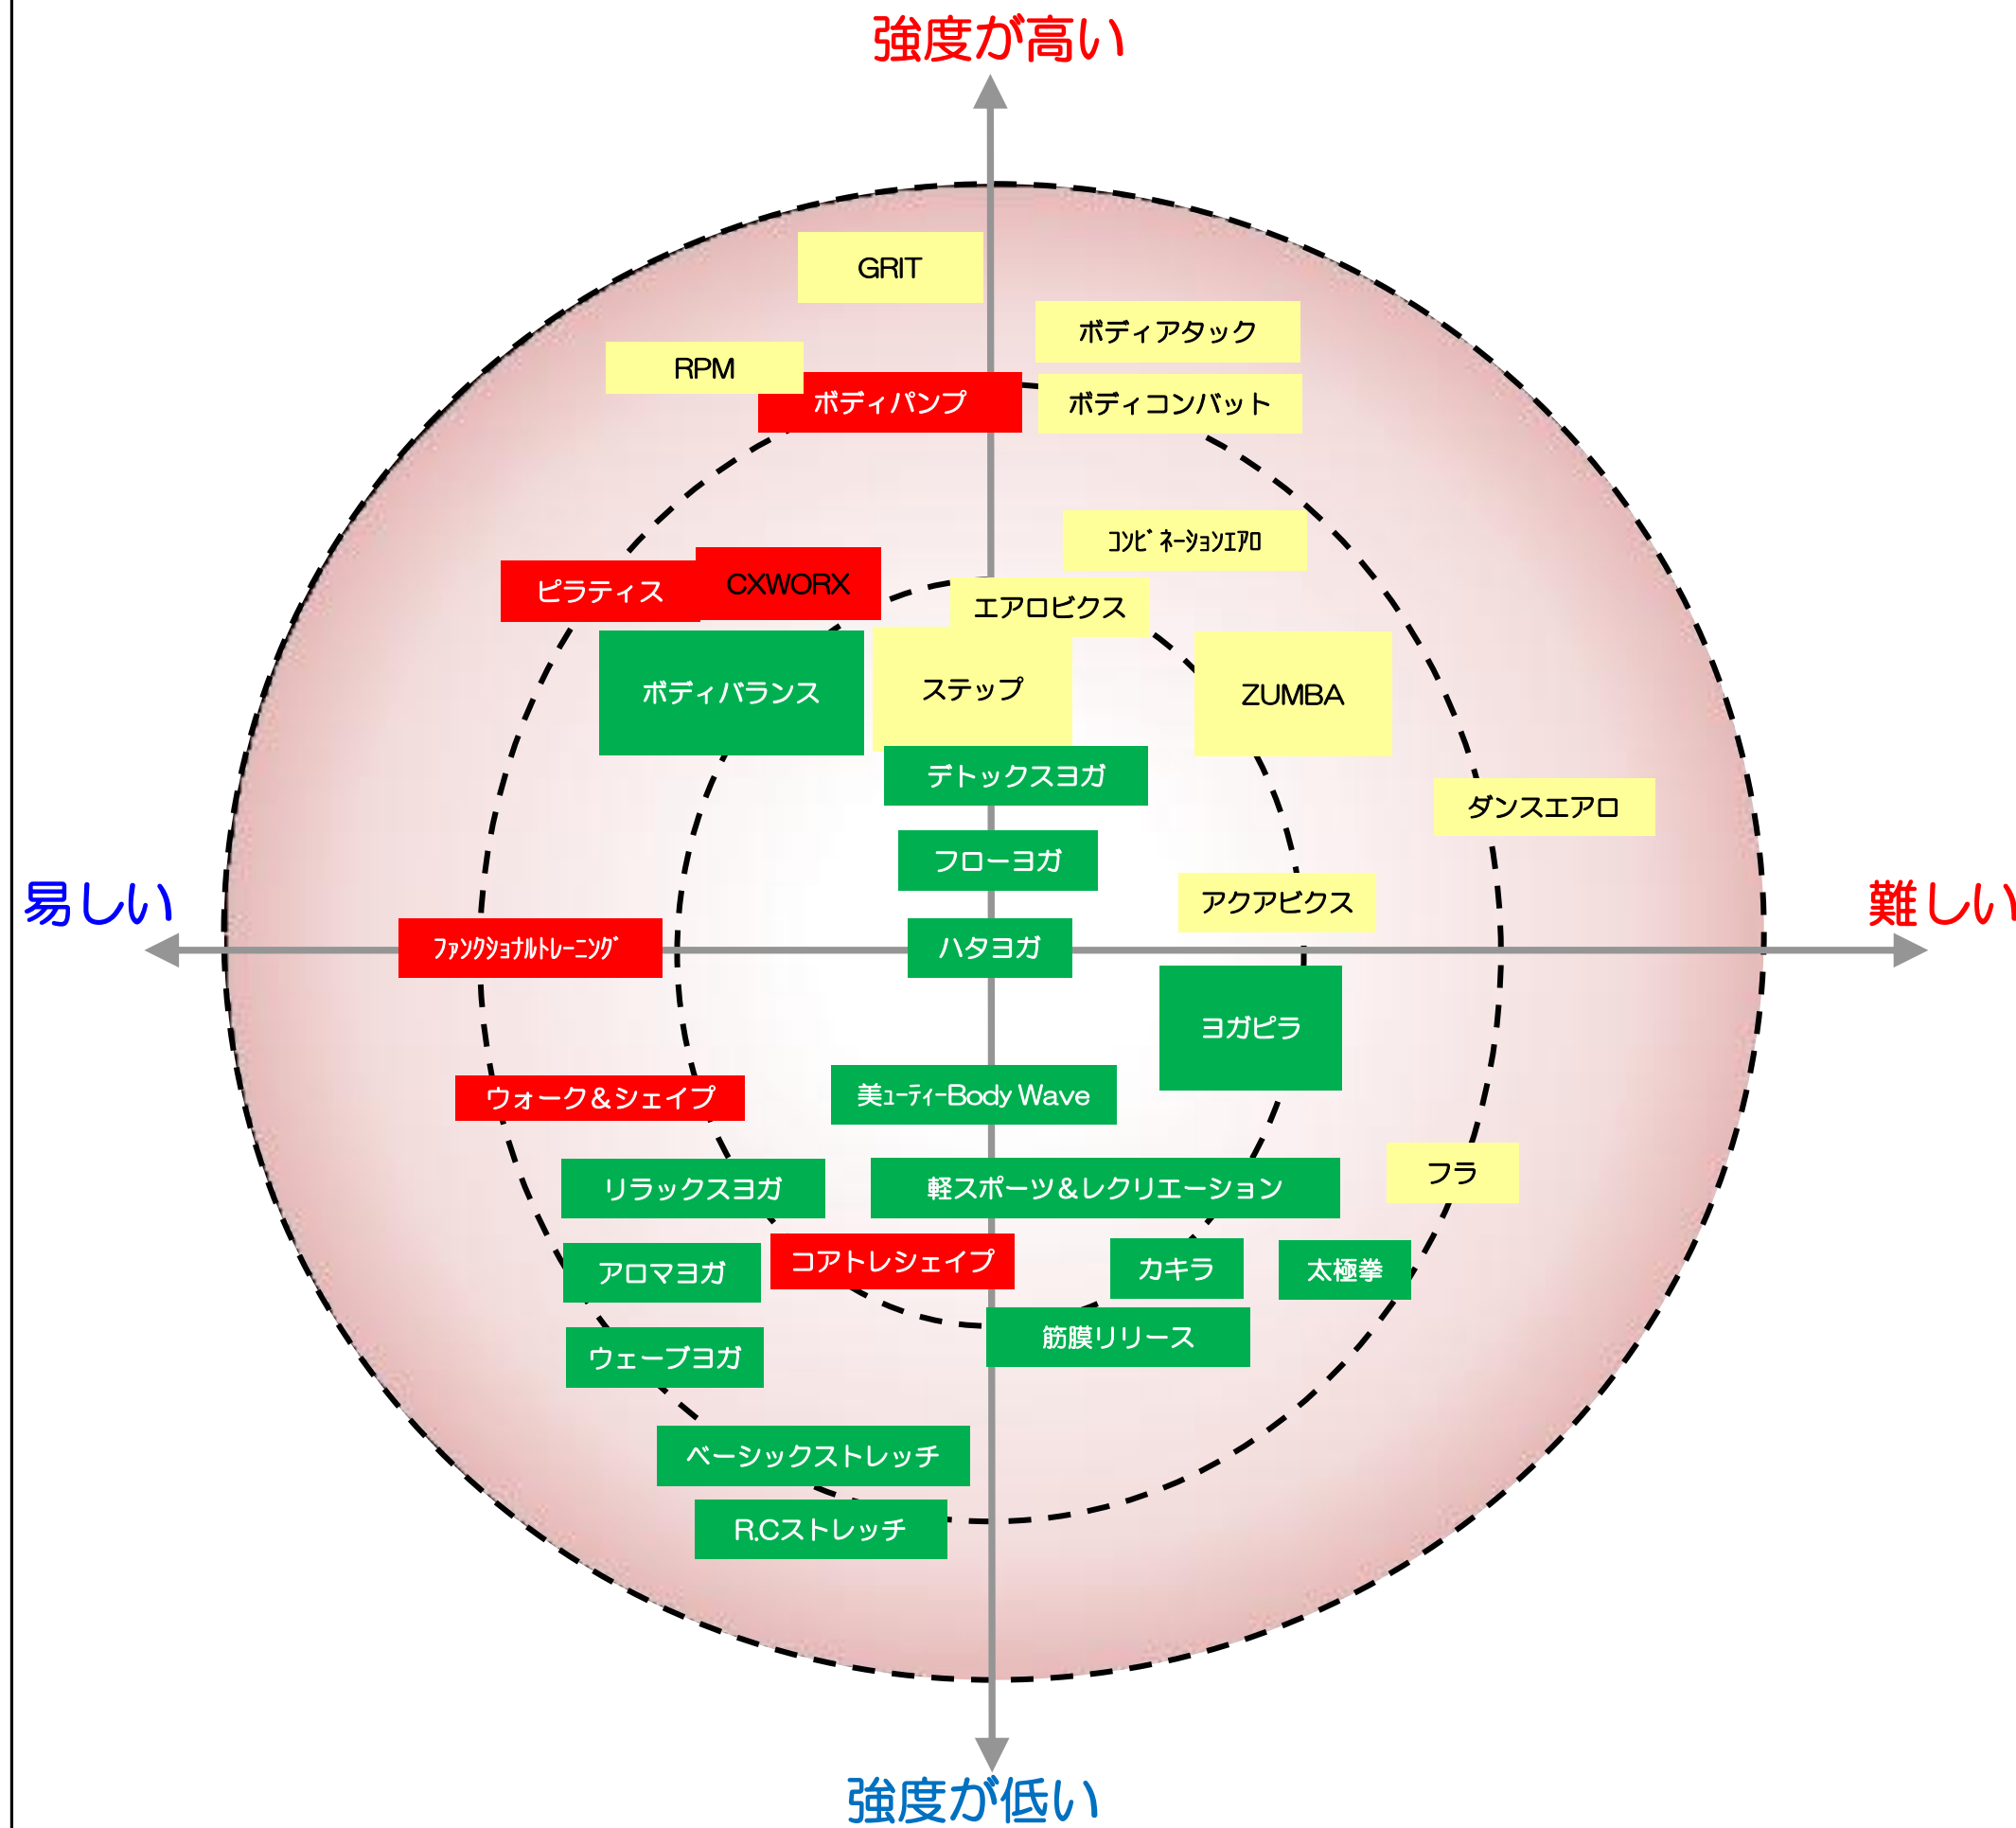 強度が高い
GRIT
ボディアタック
RPM
ボディパンプ
ボディコンバット
ｺﾝﾋﾞﾈｰｼｮﾝｴｱﾛ
ピラティス
CXWORX
エアロビクス
ボディバランス
ステップ
ZUMBA
デトックスヨガ
ダンスエアロ
フローヨガ
アクアビクス
易しい
難しい
ﾌｧﾝｸｼｮﾅﾙﾄﾚｰﾆﾝｸﾞ
ハタヨガ
ヨガピラ
ウォーク＆シェイプ
美ｭｰﾃｨｰBody Wave
リラックスヨガ
軽スポーツ＆レクリエーション
フラ
アロマヨガ
コアトレシェイプ
カキラ
太極拳
ウェーブヨガ
筋膜リリース
ベーシックストレッチ
R.Cストレッチ
強度が低い